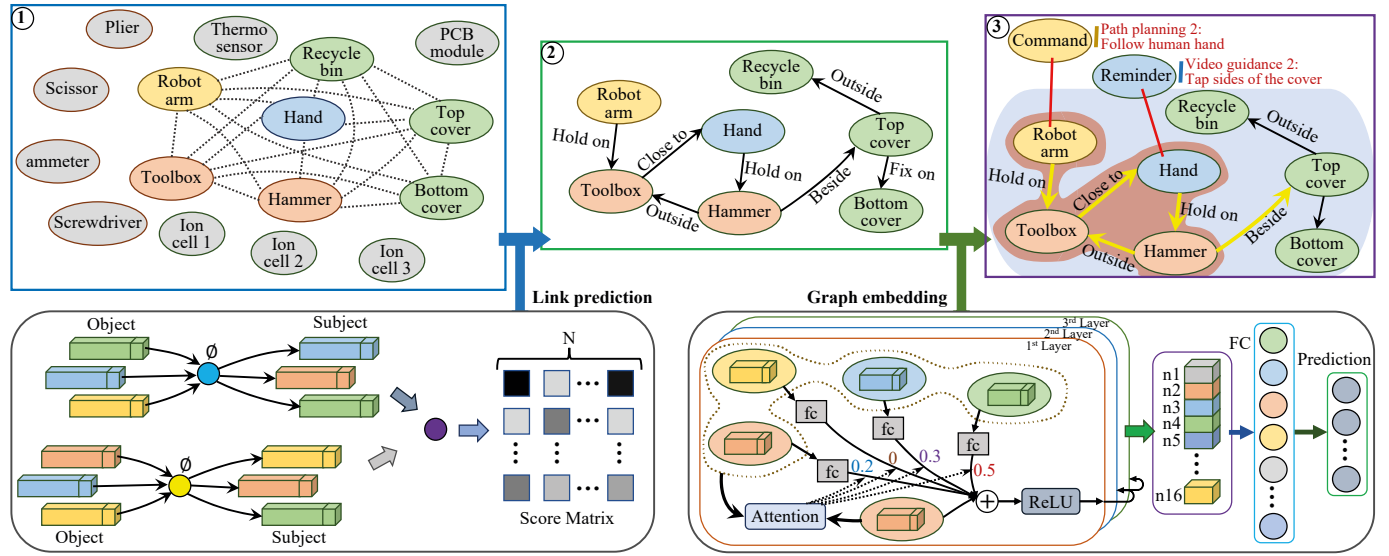 1
Plier
Thermo
sensor
PCB
module
Recycle
bin
Scissor
Robot
arm
Hand
Top
cover
ammeter
Toolbox
Hammer
Bottom
cover
Screwdriver
Ion
cell 1
Ion
cell 2
Ion
cell 3
2
Recycle
bin
Robot
arm
Outside
Hand
Top
cover
Hold on
Close to
Hold on
Fix on
Toolbox
Beside
Outside
Hammer
Bottom
cover
3
Command
Path planning 2:
Follow human hand
Reminder
Video guidance 2:
Tap sides of the cover
Recycle
bin
Robot
arm
Outside
Hand
Top
cover
Hold on
Close to
Hold on
Toolbox
Beside
Outside
Hammer
Bottom
cover
Link prediction
Graph embedding
Object
Subject
Ø
Ø
Object
Subject
N
Score Matrix
3rd Layer
2nd Layer
1st Layer
fc
fc
fc
fc
0.2
0
0.3
0.5
Attention
+
ReLU
n1
n2
n3
n4
n5
n16
FC
Prediction